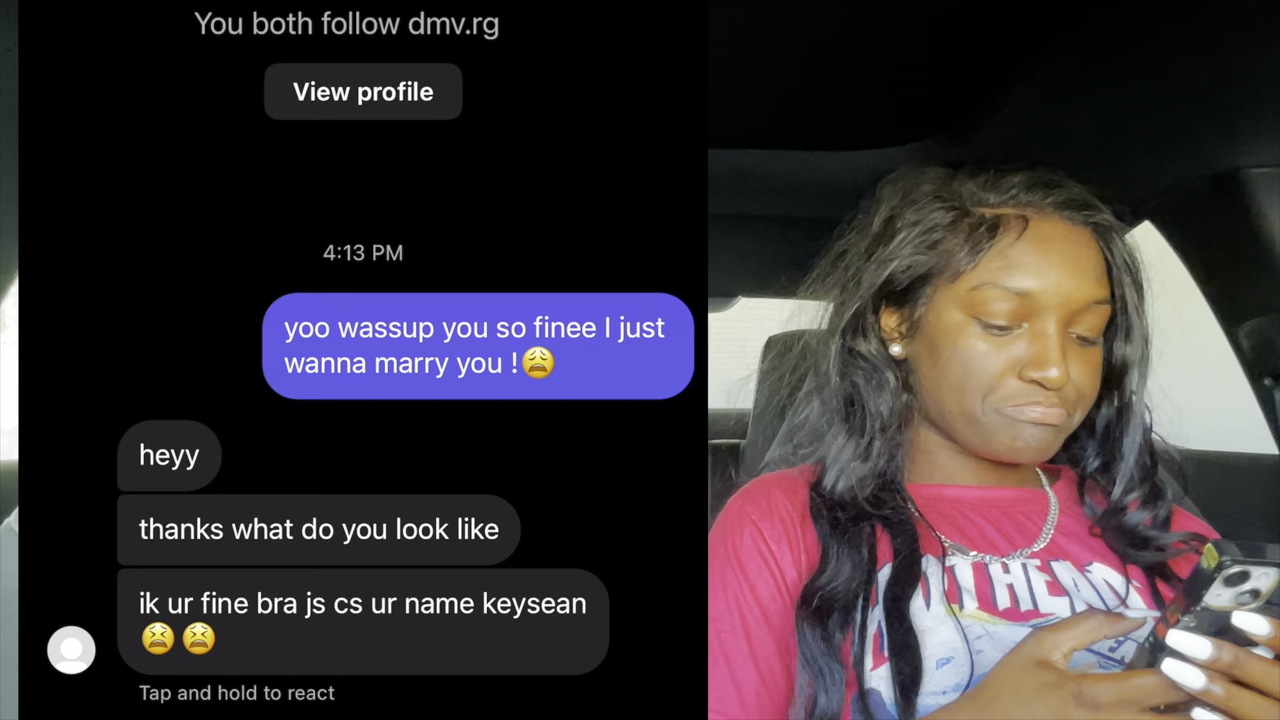 You both follow dmv.rg
View profile
4:13 PM
yoo wassup you so finee I just
wanna marry you !😩
heyy
thanks what do you look like
ik ur fine bra js cs ur name keysean
😫😫
Tap and hold to react